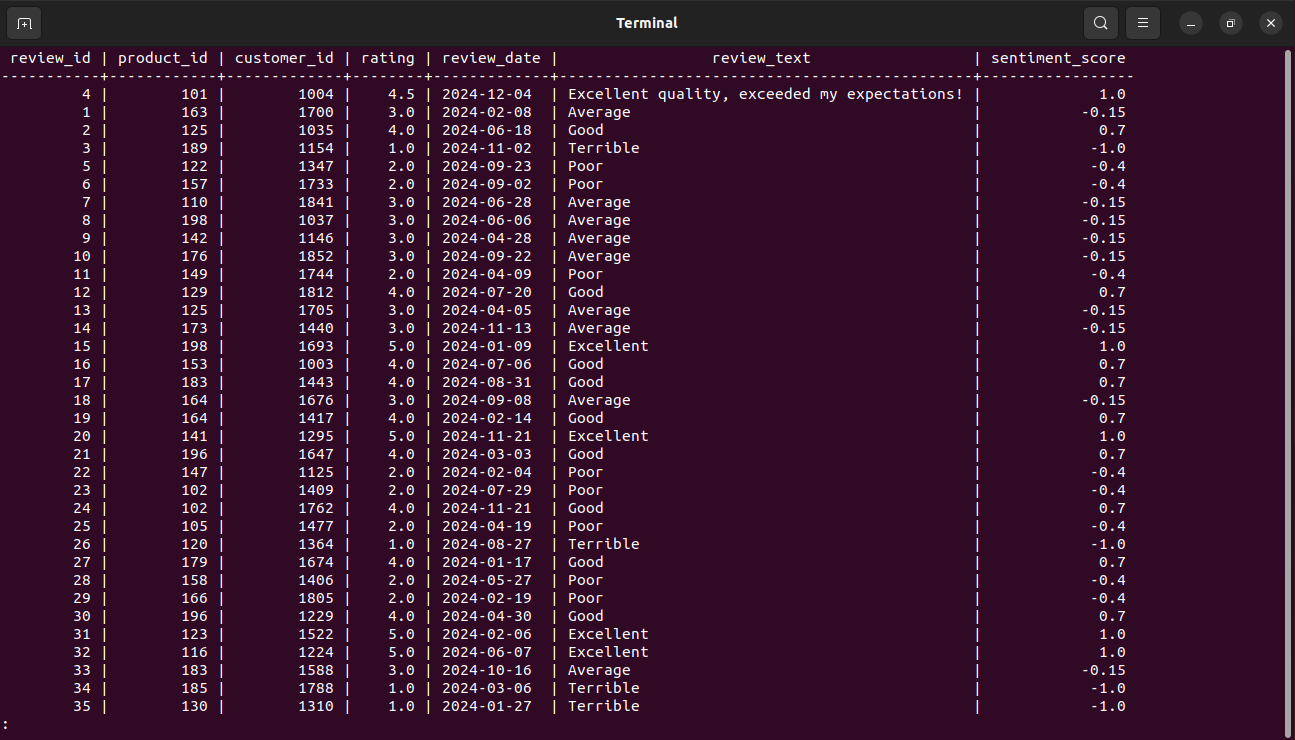 Terminal
review_id | product_id | customer_id | rating | review_date | review_text | sentiment_score
-----------+------------+-------------+--------+-------------+----------------------------------------------+-----------------
4 | 101 | 1004 | 4.5 | 2024-12-04 | Excellent quality, exceeded my expectations! | 1.0
1 | 163 | 1700 | 3.0 | 2024-02-08 | Average | -0.15
2 | 125 | 1035 | 4.0 | 2024-06-18 | Good | 0.7
3 | 189 | 1154 | 1.0 | 2024-11-02 | Terrible | -1.0
5 | 122 | 1347 | 2.0 | 2024-09-23 | Poor | -0.4
6 | 157 | 1733 | 2.0 | 2024-09-02 | Poor | -0.4
7 | 110 | 1841 | 3.0 | 2024-06-28 | Average | -0.15
8 | 198 | 1037 | 3.0 | 2024-06-06 | Average | -0.15
9 | 142 | 1146 | 3.0 | 2024-04-28 | Average | -0.15
10 | 176 | 1852 | 3.0 | 2024-09-22 | Average | -0.15
11 | 149 | 1744 | 2.0 | 2024-04-09 | Poor | -0.4
12 | 129 | 1812 | 4.0 | 2024-07-20 | Good | 0.7
13 | 125 | 1705 | 3.0 | 2024-04-05 | Average | -0.15
14 | 173 | 1440 | 3.0 | 2024-11-13 | Average | -0.15
15 | 198 | 1693 | 5.0 | 2024-01-09 | Excellent | 1.0
16 | 153 | 1003 | 4.0 | 2024-07-06 | Good | 0.7
17 | 183 | 1443 | 4.0 | 2024-08-31 | Good | 0.7
18 | 164 | 1676 | 3.0 | 2024-09-08 | Average | -0.15
19 | 164 | 1417 | 4.0 | 2024-02-14 | Good | 0.7
20 | 141 | 1295 | 5.0 | 2024-11-21 | Excellent | 1.0
21 | 196 | 1647 | 4.0 | 2024-03-03 | Good | 0.7
22 | 147 | 1125 | 2.0 | 2024-02-04 | Poor | -0.4
23 | 102 | 1409 | 2.0 | 2024-07-29 | Poor | -0.4
24 | 102 | 1762 | 4.0 | 2024-11-21 | Good | 0.7
25 | 105 | 1477 | 2.0 | 2024-04-19 | Poor | -0.4
26 | 120 | 1364 | 1.0 | 2024-08-27 | Terrible | -1.0
27 | 179 | 1674 | 4.0 | 2024-01-17 | Good | 0.7
28 | 158 | 1406 | 2.0 | 2024-05-27 | Poor | -0.4
29 | 166 | 1805 | 2.0 | 2024-02-19 | Poor | -0.4
30 | 196 | 1229 | 4.0 | 2024-04-30 | Good | 0.7
31 | 123 | 1522 | 5.0 | 2024-02-06 | Excellent | 1.0
32 | 116 | 1224 | 5.0 | 2024-06-07 | Excellent | 1.0
33 | 183 | 1588 | 3.0 | 2024-10-16 | Average | -0.15
34 | 185 | 1788 | 1.0 | 2024-03-06 | Terrible | -1.0
35 | 130 | 1310 | 1.0 | 2024-01-27 | Terrible | -1.0
: